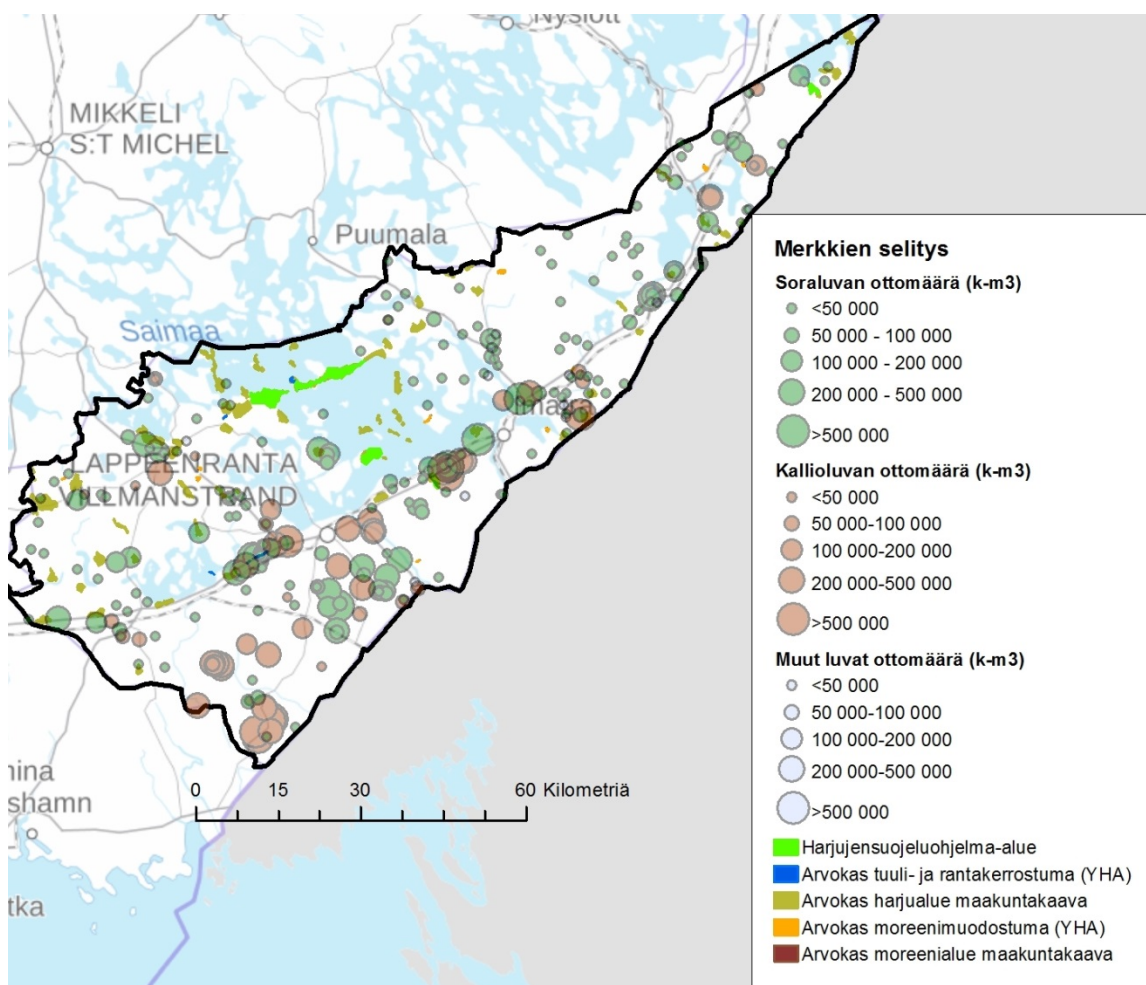 Nyslott
MIKKELI
S:T MICHEL
Puumala
Saimaa
LAPPEENRANTA
VILLMANSTRAND
0 15 30 60 Kilometriä
Merkkien selitys
Soraluvan ottomäärä (k-m3)
<50 000
50 000 - 100 000
100 000 - 200 000
200 000 - 500 000
>500 000
Kallioluvan ottomäärä (k-m3)
<50 000
50 000-100 000
100 000-200 000
200 000-500 000
>500 000
Muut luvat ottomäärä (k-m3)
<50 000
50 000-100 000
100 000-200 000
200 000-500 000
>500 000
Harjujensuojeluohjelma-alue
Arvokas tuuli- ja rantakerrostuma (YHA)
Arvokas harjualue maakuntakaava
Arvokas moreenimuodostuma (YHA)
Arvokas moreenialue maakuntakaava